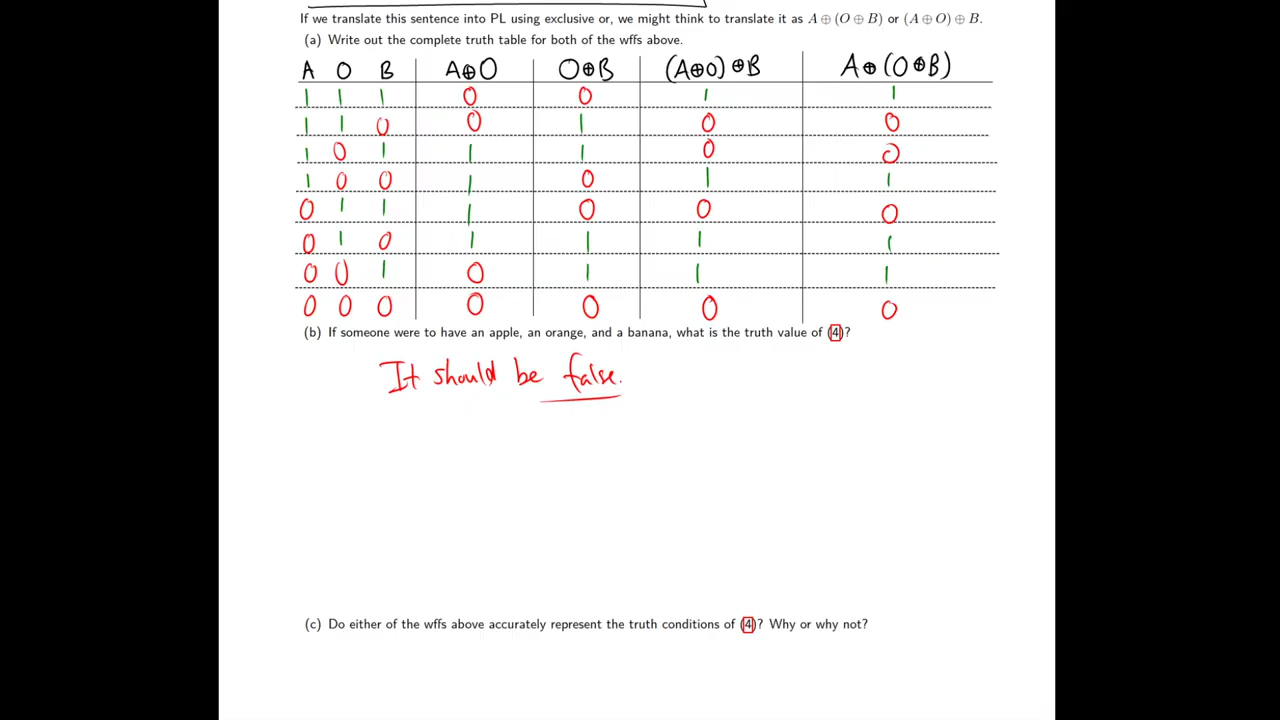 If we translate this sentence into PL using exclusive or, we might think to translate it as A ⊕ (O ⊕ B) or (A ⊕ O) ⊕ B.
(a) Write out the complete truth table for both of the wffs above.
A O B A⊕O O⊕B (A⊕O) ⊕B A⊕(O⊕B)
1 1 1 0 0 1 1
1 1 0 0 1 0 0
1 0 1 1 1 0 0
1 0 0 1 0 1 1
0 1 1 1 0 0 0
0 1 0 1 1 1 1
0 0 1 0 1 1 1
0 0 0 0 0 0 0
(b) If someone were to have an apple, an orange, and a banana, what is the truth value of (4)?
It should be false.
(c) Do either of the wffs above accurately represent the truth conditions of (4)? Why or why not?